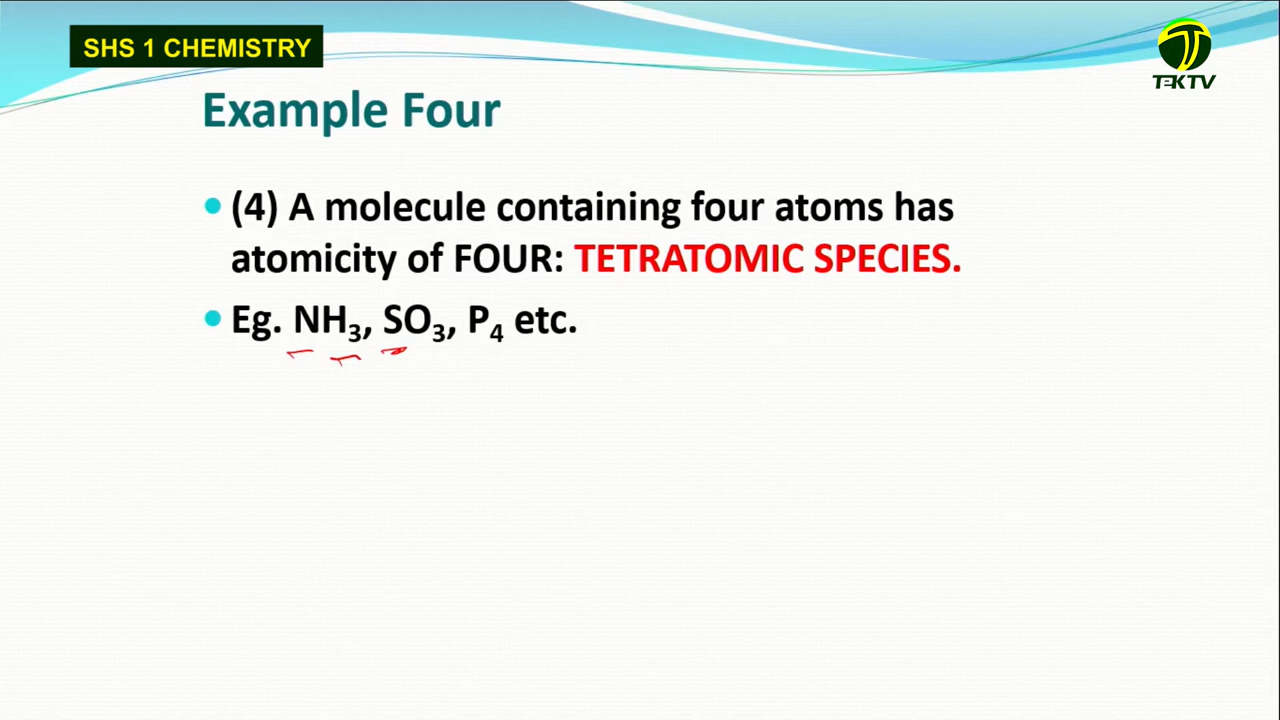 SHS 1 CHEMISTRY
TEKTV
Example Four
• (4) A molecule containing four atoms has
atomicity of FOUR: TETRATOMIC SPECIES.
• Eg. NH₃, SO₃, P₄ etc.